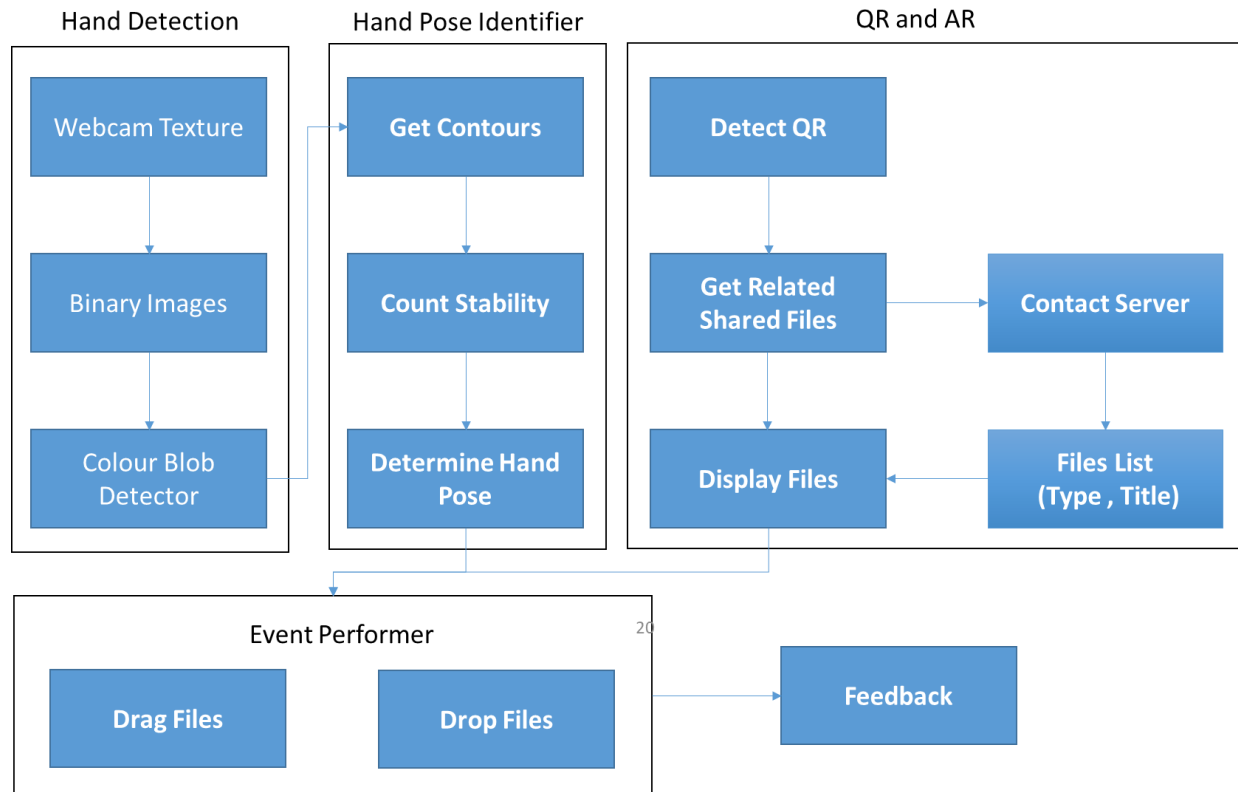 Hand Detection
Hand Pose Identifier
QR and AR
Webcam Texture
Get Contours
Detect QR
Binary Images
Count Stability
Get Related
Shared Files
Contact Server
Colour Blob
Detector
Determine Hand
Pose
Display Files
Files List
(Type , Title)
Event Performer
20
Drag Files
Drop Files
Feedback